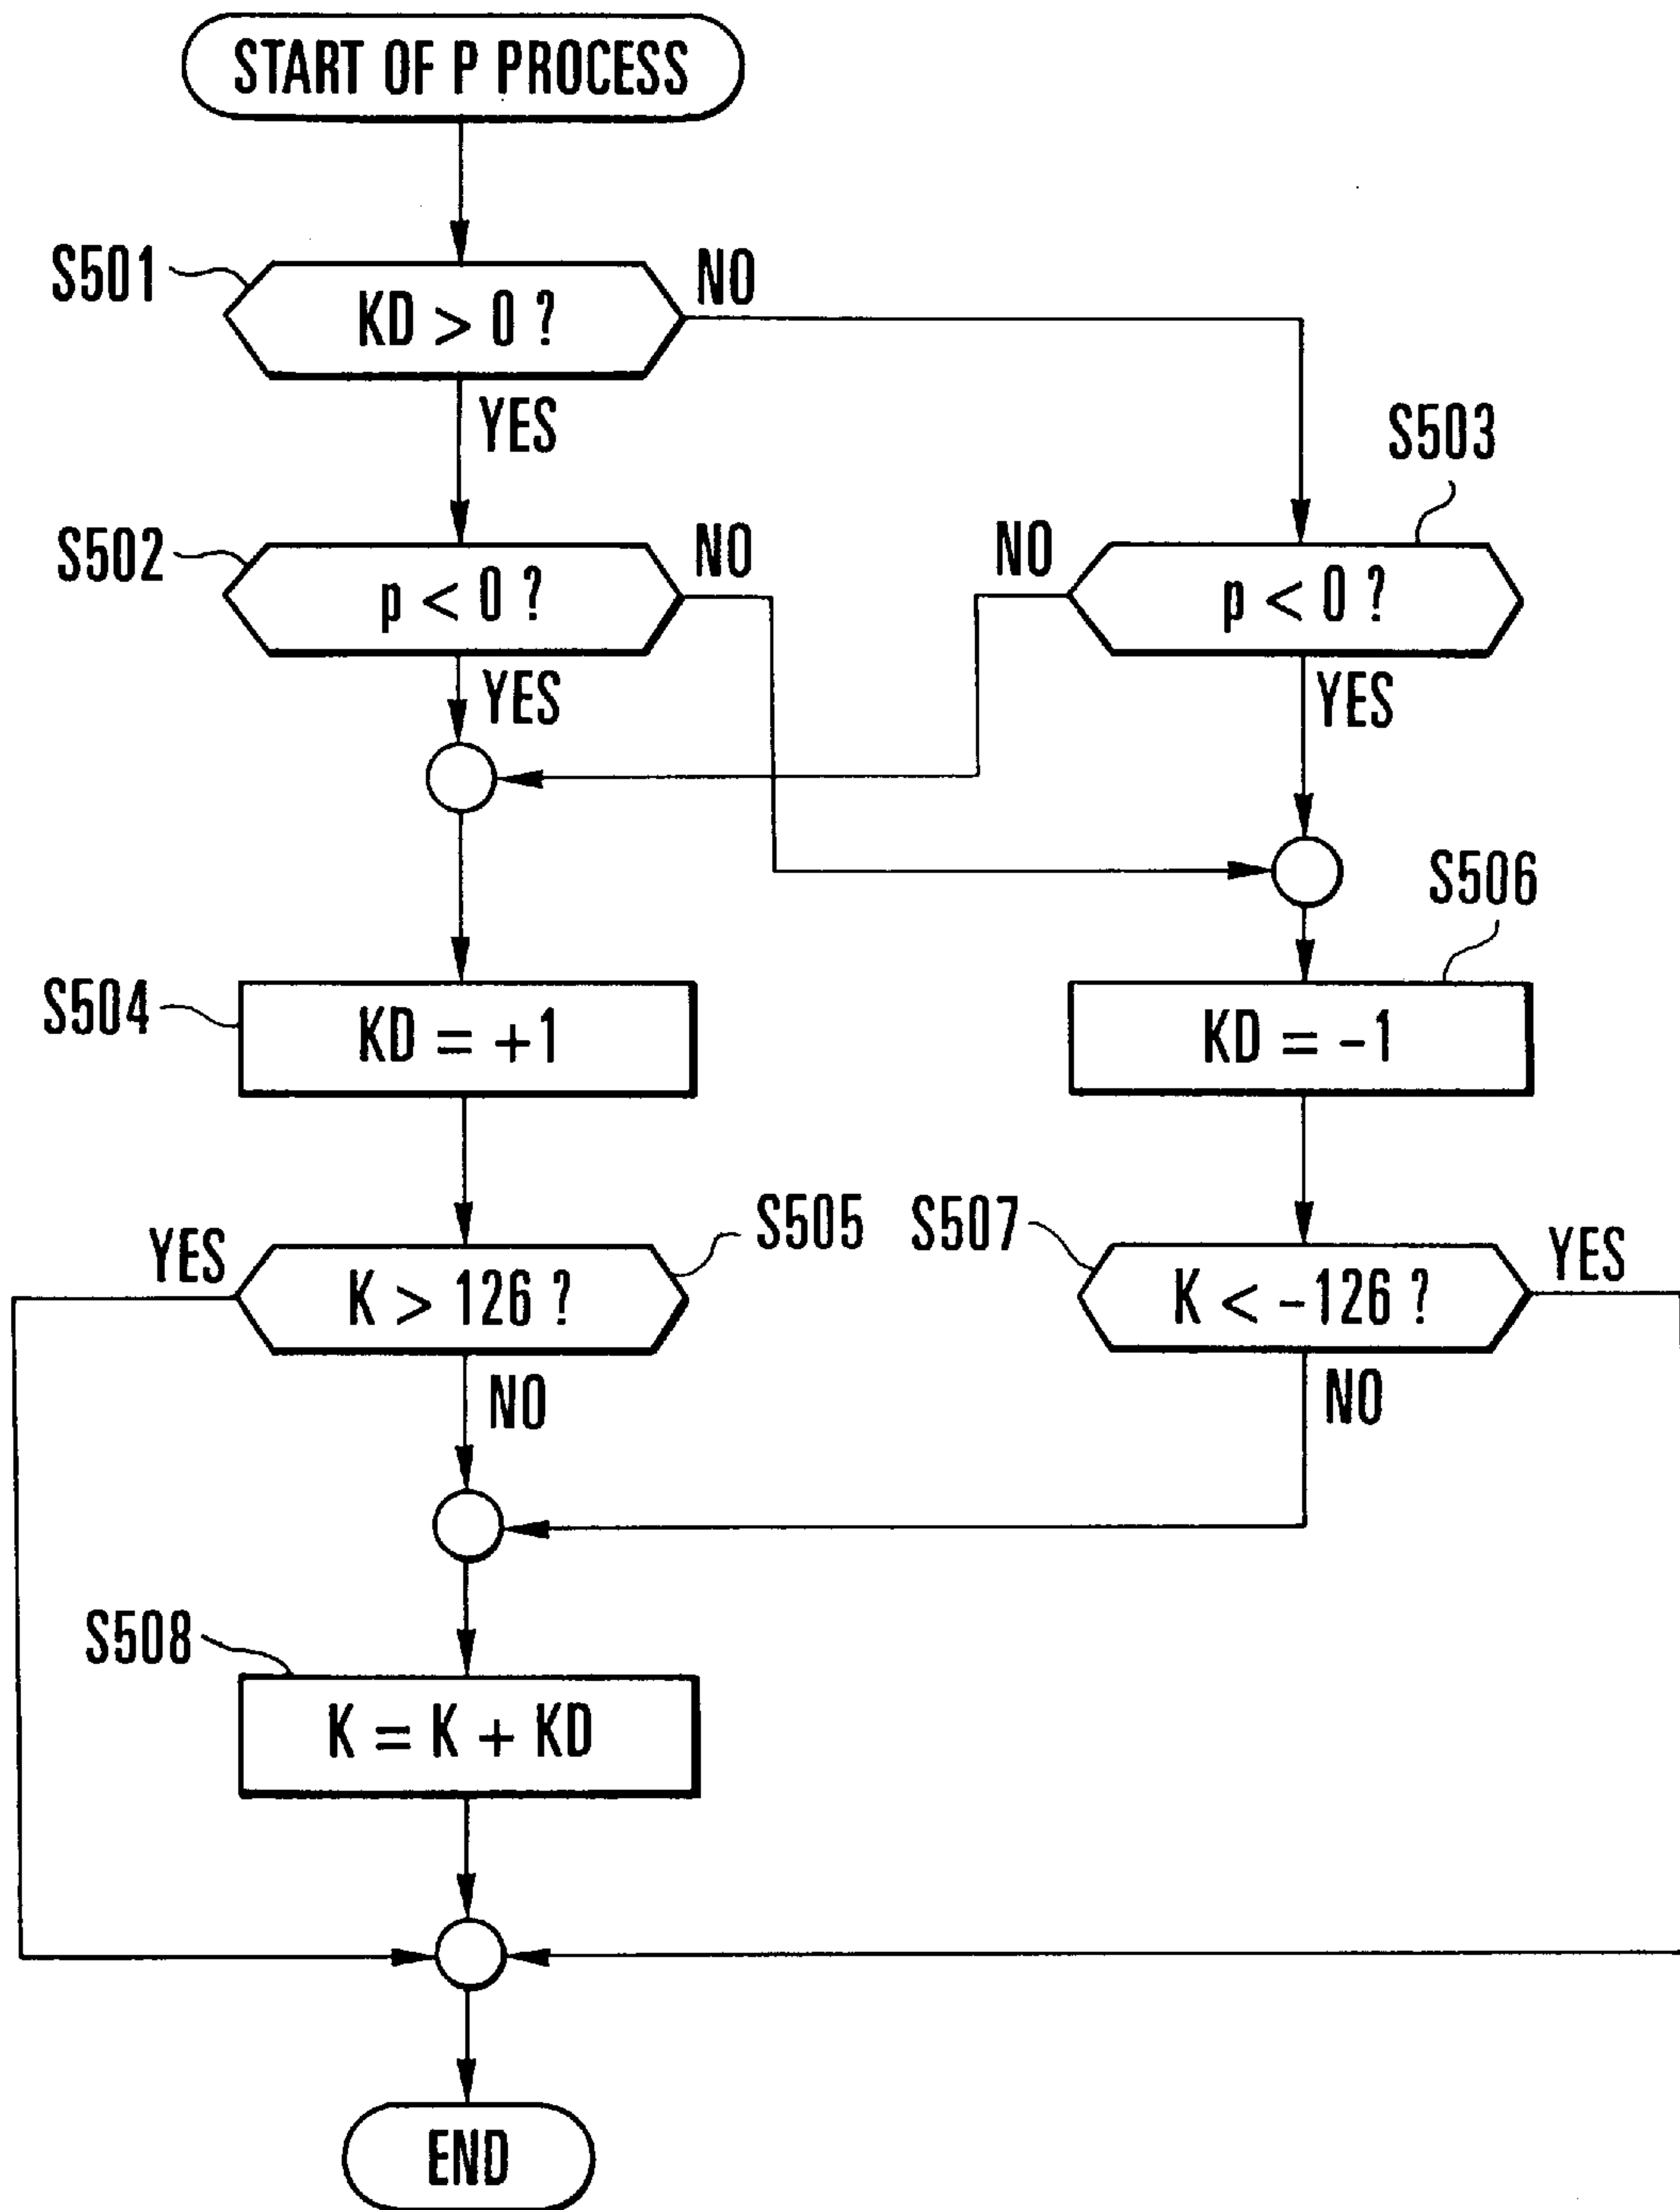 START OF P PROCESS
S501
KD > 0 ?
NO
YES
S503
S502
p < 0 ?
NO
NO
p < 0 ?
YES
YES
S506
S504
KD = +1
KD = -1
YES
K > 126 ?
S505
S507
K < -126 ?
YES
NO
NO
S508
K = K + KD
END